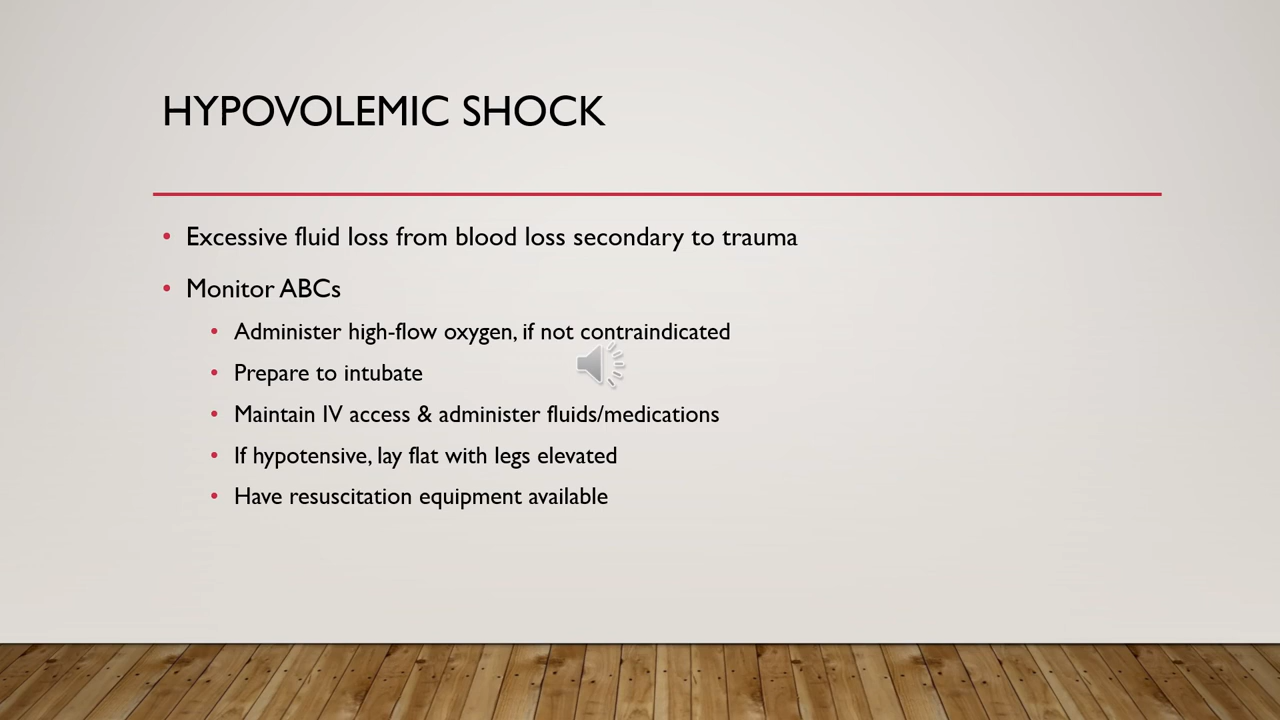 HYPOVOLEMIC SHOCK
• Excessive fluid loss from blood loss secondary to trauma
• Monitor ABCs
• Administer high-flow oxygen, if not contraindicated
• Prepare to intubate
• Maintain IV access & administer fluids/medications
• If hypotensive, lay flat with legs elevated
• Have resuscitation equipment available